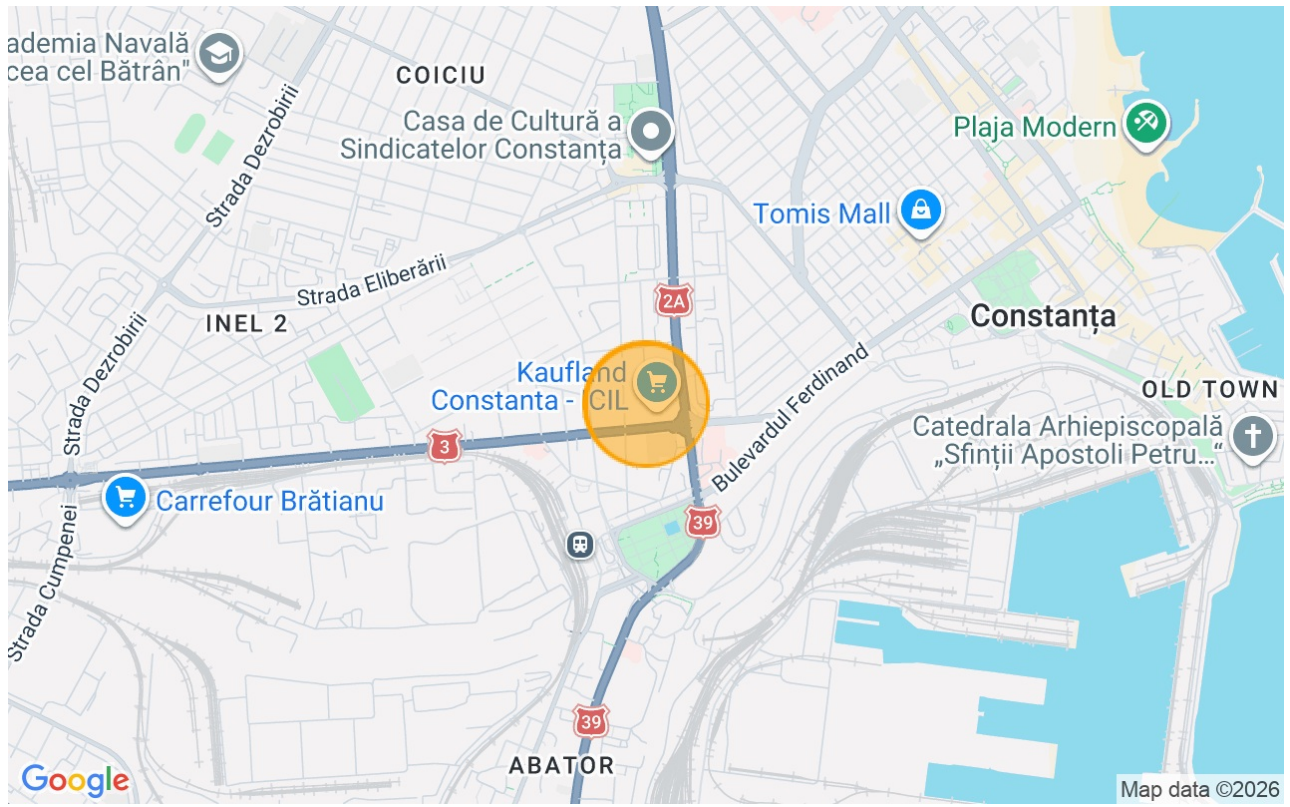 ademia Navală
cea cel Bătrân"
COICIU
Casa de Cultură a
Sindicatelor Constanța
Strada Dezrobirii
Plaja Modern
Tomis Mall
Strada Eliberării
2A
INEL 2
Constanța
Strada Dezrobirii
Kaufland
Constanta - ICIL
Bulevardul Ferdinand
OLD TOWN
3
Catedrala Arhiepiscopală
„Sfinții Apostoli Petru...“
Carrefour Brătianu
39
Strada Cumpenei
39
ABATOR
Google
Map data ©2026